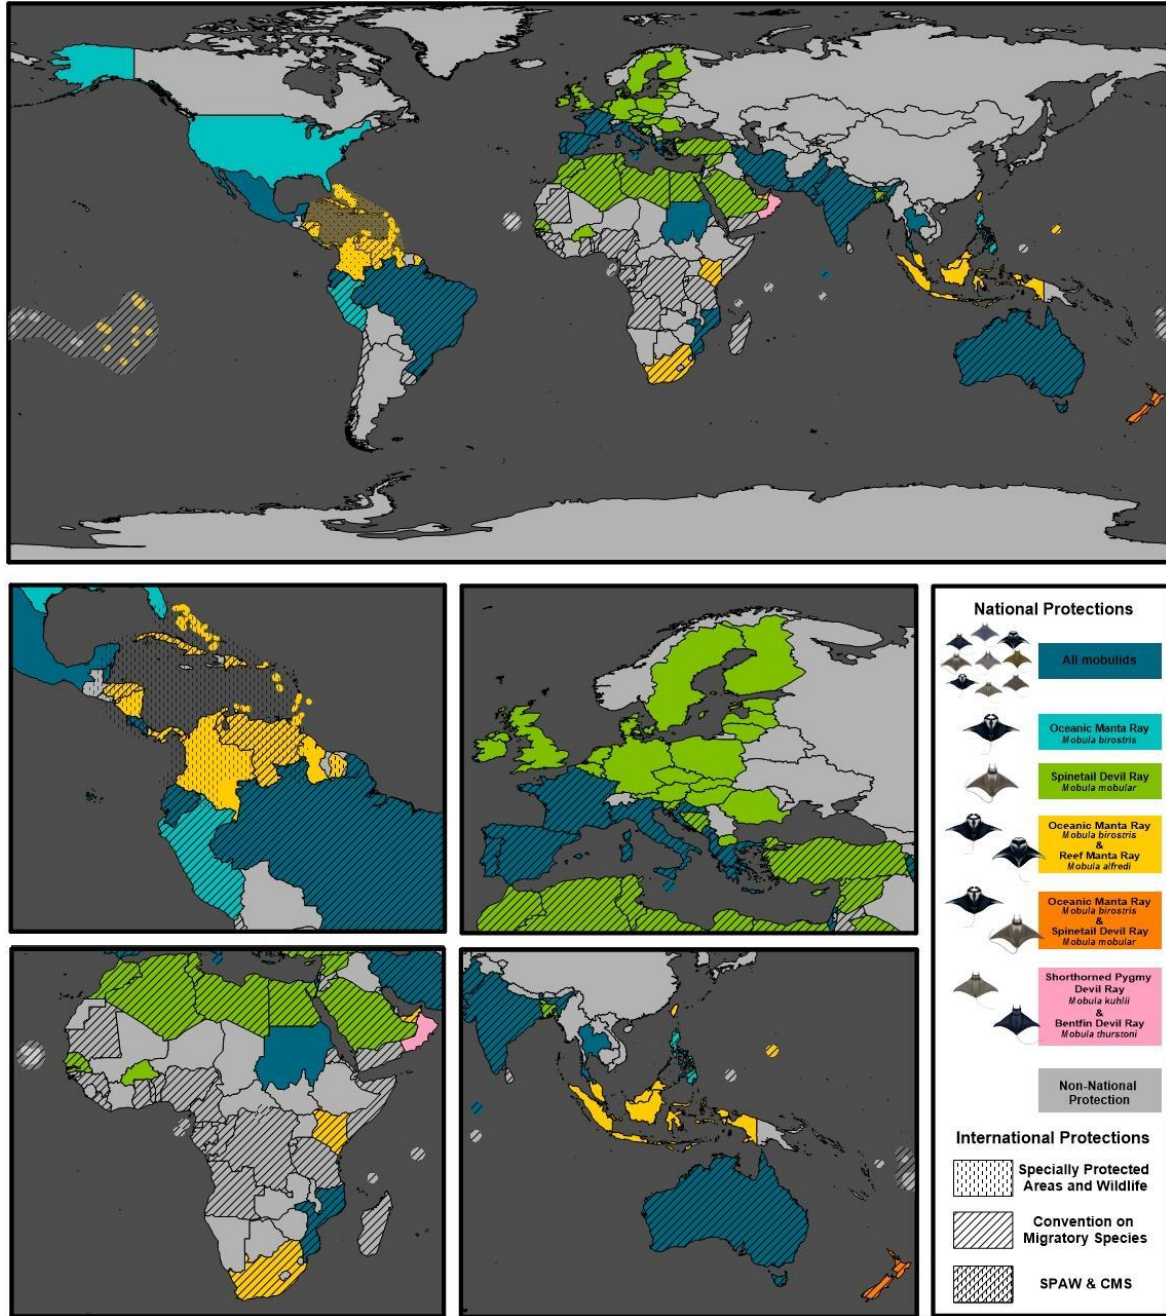 National Protections
All mobulids
Oceanic Manta Ray
Mobula birostris
Spinetail Devil Ray
Mobula mobular
Oceanic Manta Ray
Mobula birostris
&
Reef Manta Ray
Mobula alfredi
Oceanic Manta Ray
Mobula birostris
&
Spinetail Devil Ray
Mobula mobular
Shorthorned Pygmy
Devil Ray
Mobula kuhlii
&
Bentfin Devil Ray
Mobula thurstoni
Non-National
Protection
International Protections
Specially Protected
Areas and Wildlife
Convention on
Migratory Species
SPAW & CMS